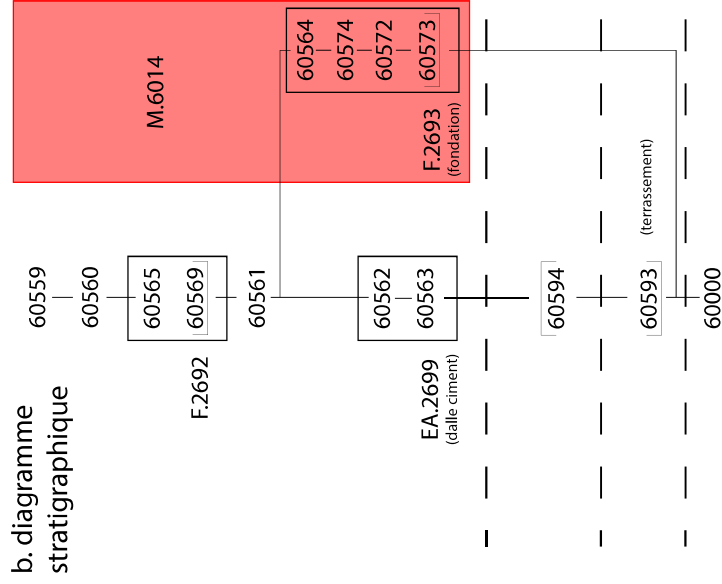 b. diagramme
stratigraphique
60559
60560
60565
60569
F.2692
60561
60562
60563
EA.2699
(dalle ciment)
M.6014
60564
60574
60572
60573
F.2693
(fondation)
60594
60593
(terrassement)
60000